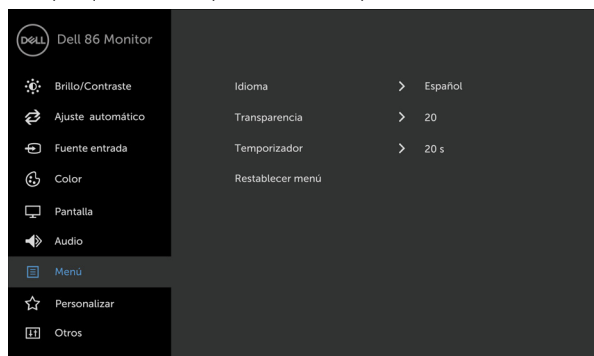 DELL Dell 86 Monitor
Brillo/Contraste
Ajuste automático
Fuente entrada
Color
Pantalla
Audio
Menú
Personalizar
Otros
Idioma > Español
Transparencia > 20
Temporizador > 20 s
Restablecer menú